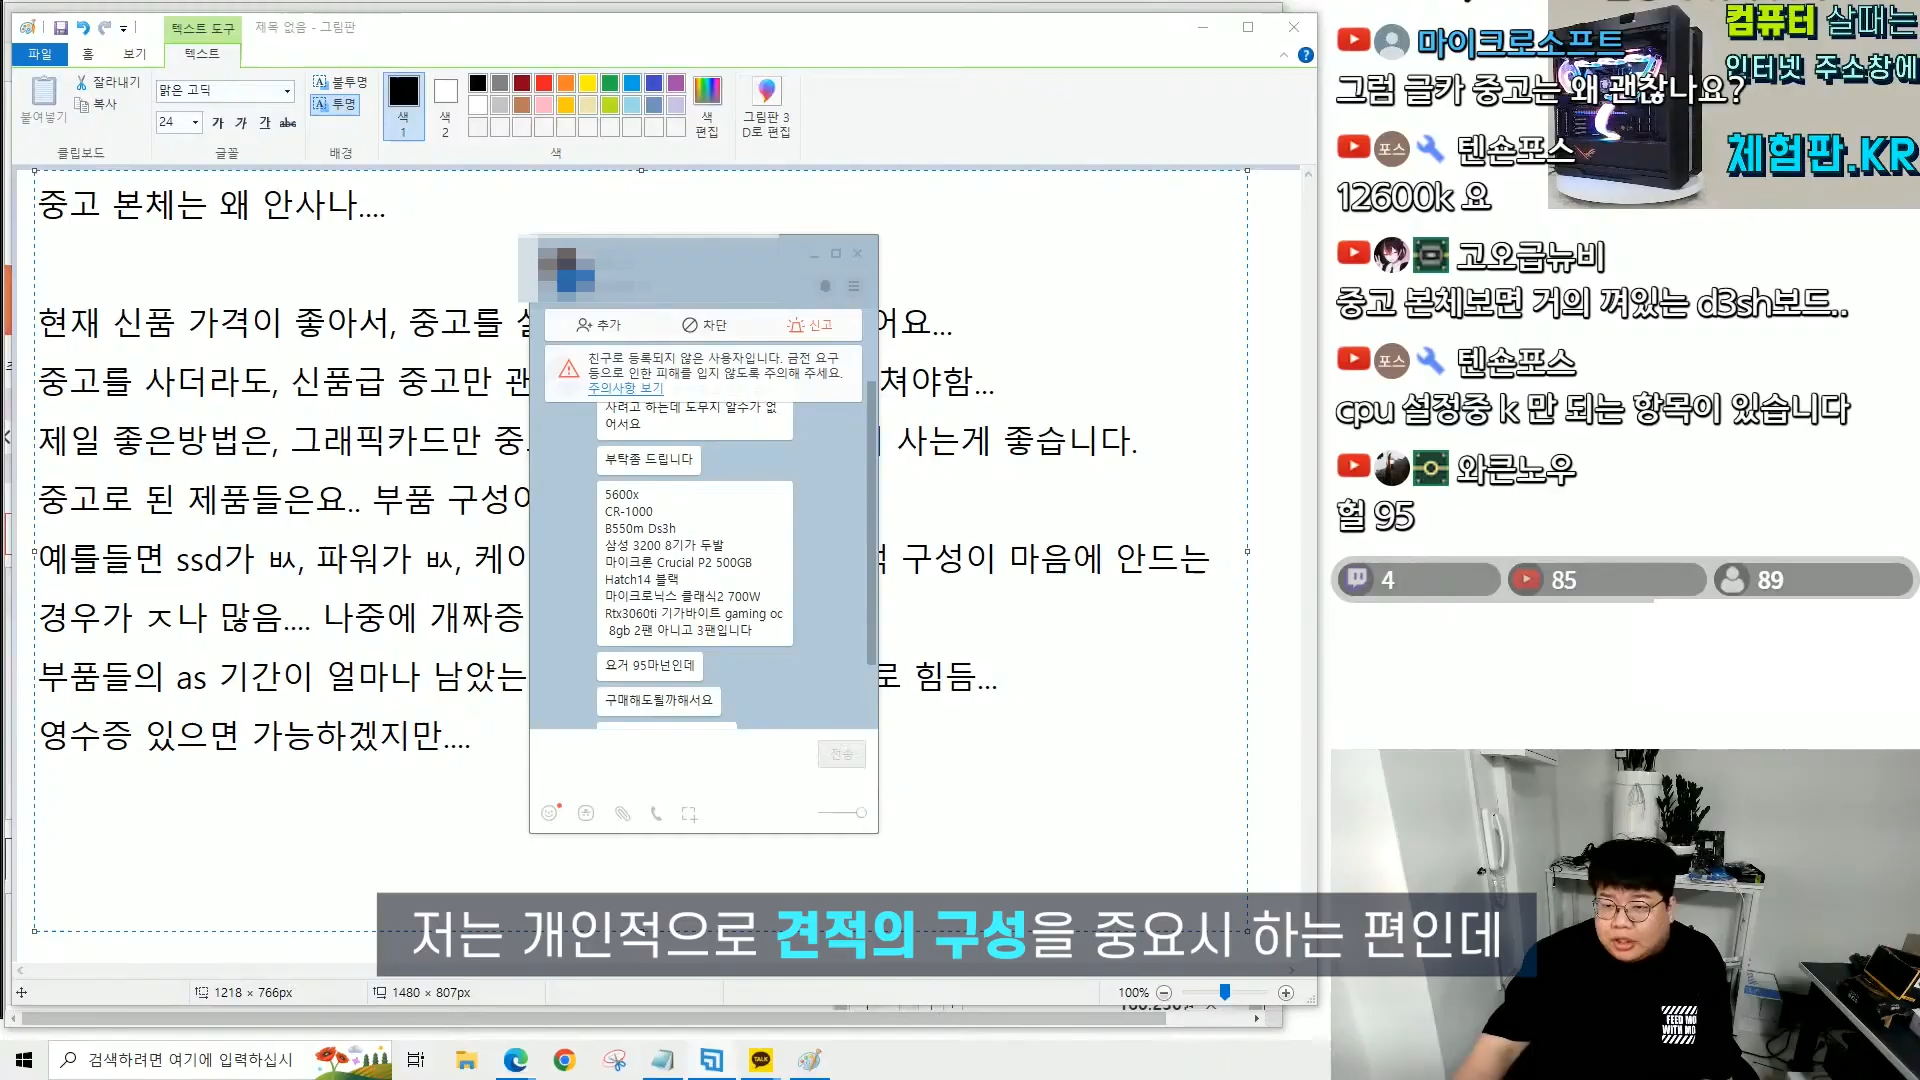 텍스트 도구
제목 없음 - 그림판
파일
홈
보기
텍스트
붙여넣기
잘라내기
복사
클립보드
맑은 고딕
24
가 가 가 abc
글꼴
불투명
투명
배경
색
1
색
2
색
편집
그림판 3
D로 편집
색
중고 본체는 왜 안사나....
현재 신품 가격이 좋아서, 중고를
어요...
중고를 사더라도, 신품급 중고만
쳐야함...
제일 좋은방법은, 그래픽카드만
사는게 좋습니다.
중고로 된 제품들은요.. 부품
예를들면 ssd가 ㅄ, 파워가 ㅄ,
구성이 마음에 안드는
경우가 ㅈ나 많음.... 나중에 개짜증
부품들의 as 기간이 얼마나 남았는
로 힘듬...
영수증 있으면 가능하겠지만....
추가
차단
신고
친구로 등록되지 않은 사용자입니다. 금전 요구
등으로 인한 피해를 입지 않도록 주의해 주세요.
주의사항 보기
사려고 하는데 도무지 알수가 없
어서요
부탁좀 드립니다
5600x
CR-1000
B550m Ds3h
삼성 3200 8기가 두발
마이크론 Crucial P2 500GB
Hatch14 블랙
마이크로닉스 클래식2 700W
Rtx3060ti 기가바이트 gaming oc
8gb 2팬 아니고 3팬입니다
요거 95마넌인데
구매해도될까해서요
전송
저는 개인적으로 견적의 구성을 중요시 하는 편인데
1218 × 766px
1480 × 807px
100%
검색하려면 여기에 입력하십시
TALK
컴퓨터 살때는
인터넷 주소창에
체험판.KR
마이크로소프트
그럼 글카 중고는 왜 괜찮나요?
포스 텐숀포스
12600k 요
고오급뉴비
중고 본체보면 거의 껴있는 d3sh보드..
포스 텐숀포스
cpu 설정중 k 만 되는 항목이 있습니다
와큰노우
헐 95
4
85
89
FEED MO
WITH MO